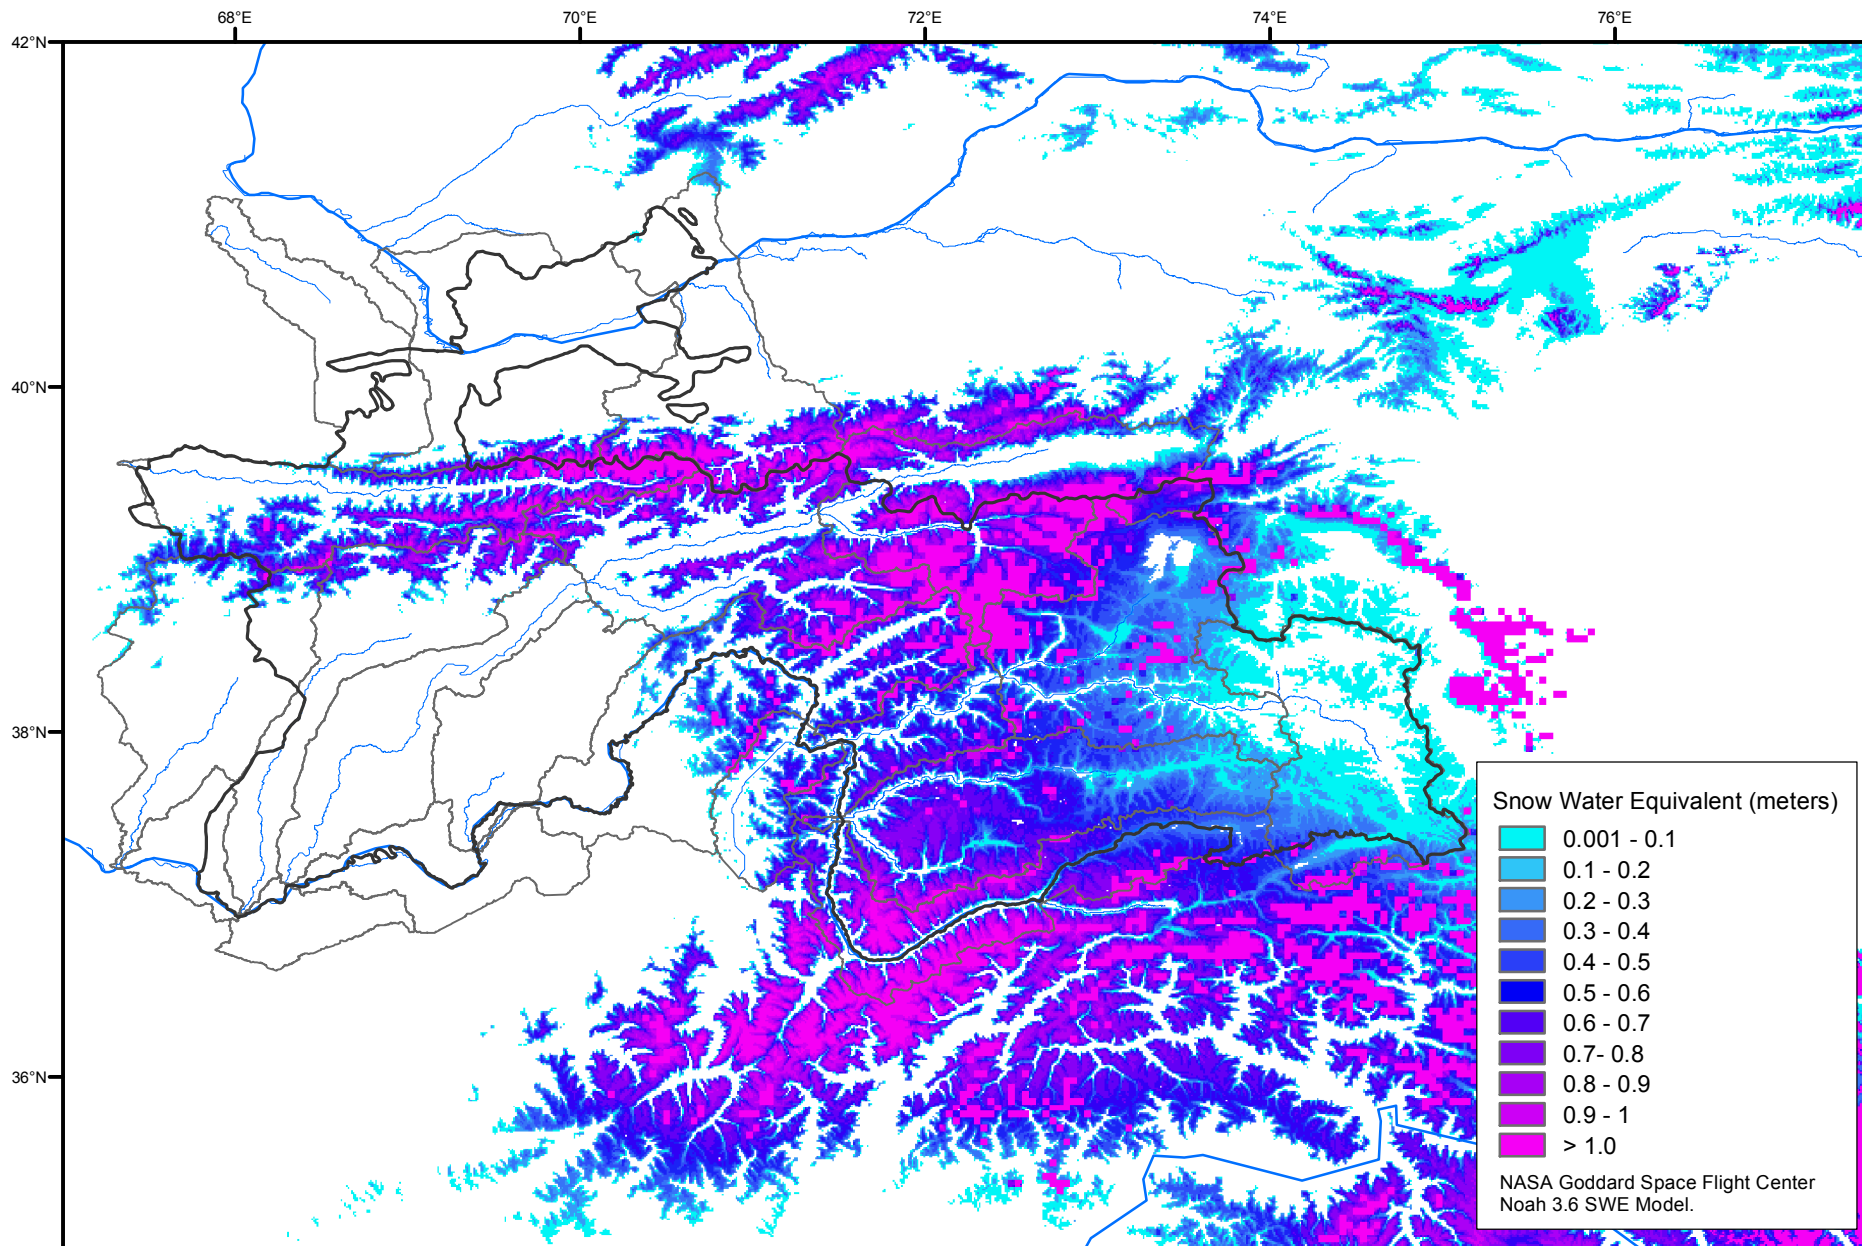 68°E
70°E
72°E
74°E
76°E
42°N
40°N
38°N
36°N
Snow Water Equivalent (meters)
0.001 - 0.1
0.1 - 0.2
0.2 - 0.3
0.3 - 0.4
0.4 - 0.5
0.5 - 0.6
0.6 - 0.7
0.7- 0.8
0.8 - 0.9
0.9 - 1
> 1.0
NASA Goddard Space Flight Center
Noah 3.6 SWE Model.